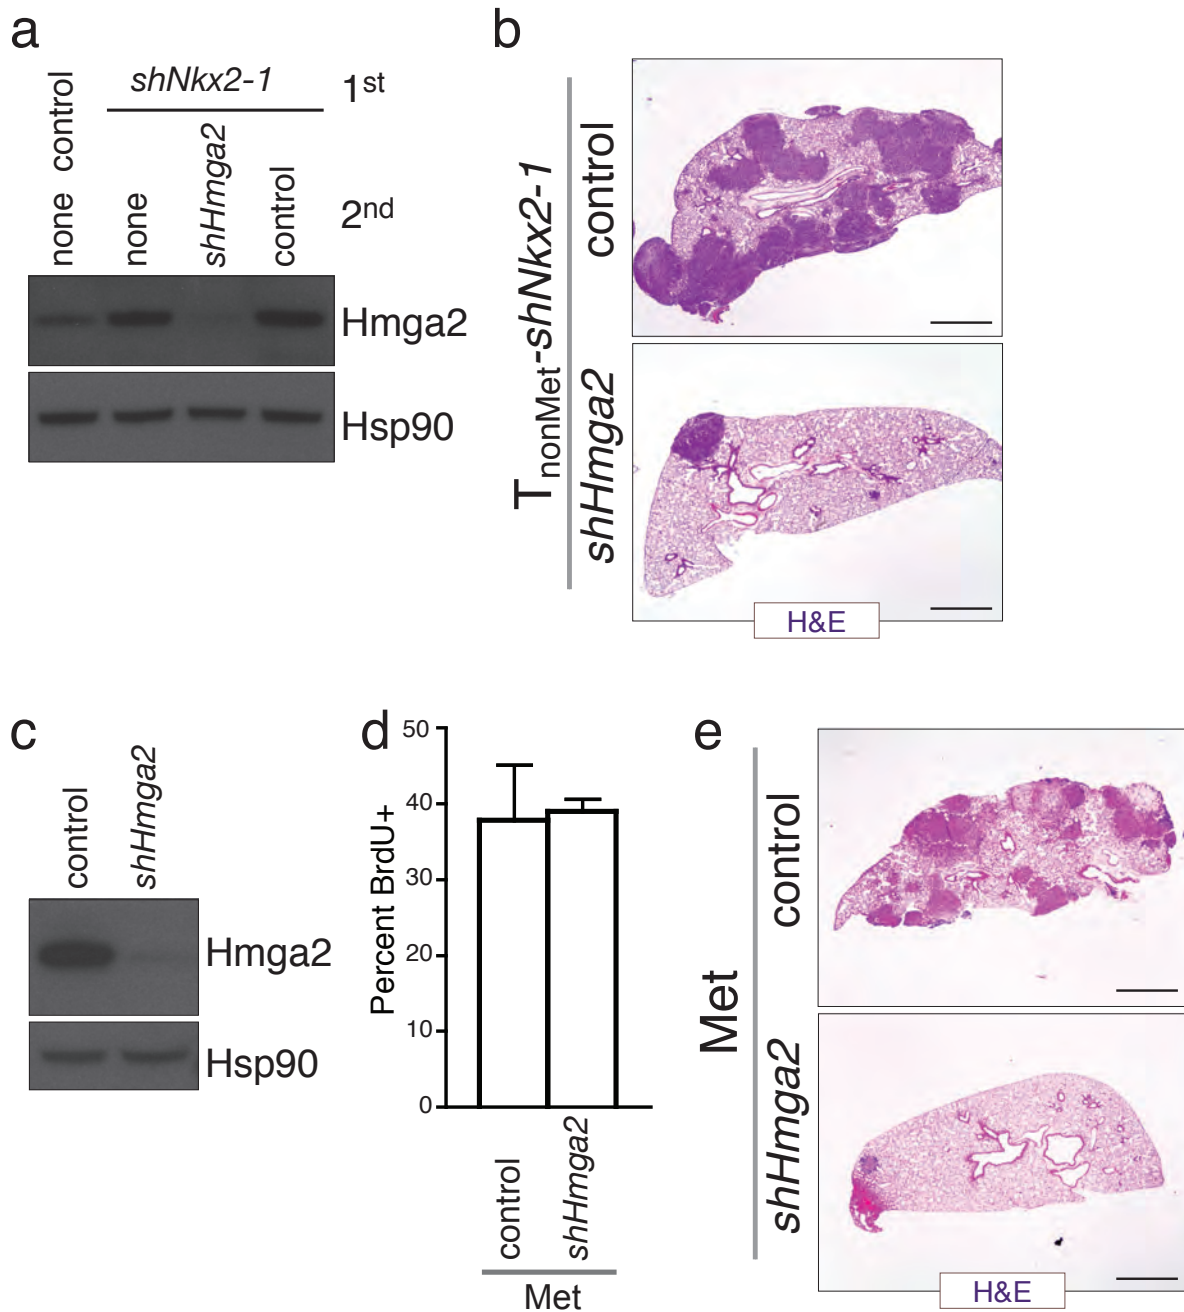 a
control
shNkx2-1
1st
none
none
shHmga2
control
2nd
Hmga2
Hsp90
b
TnonMet-shNkx2-1
control
shHmga2
H&E
c
control
shHmga2
Hmga2
Hsp90
d
Percent BrdU+
50
40
30
20
10
0
control
shHmga2
Met
e
Met
control
shHmga2
H&E